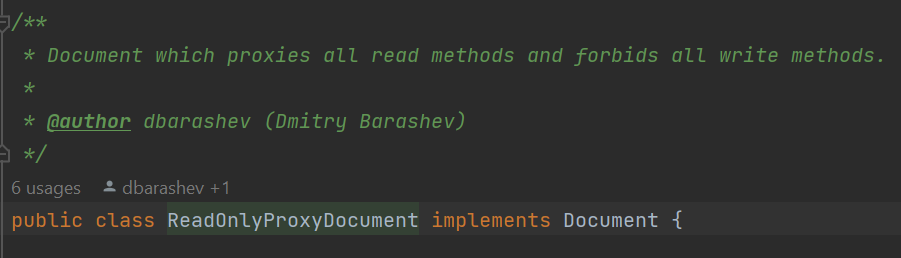 /**
 * Document which proxies all read methods and forbids all write methods.
 *
 * @author dbarashev (Dmitry Barashev)
 */
6 usages dbarashev +1
public class ReadOnlyProxyDocument implements Document {